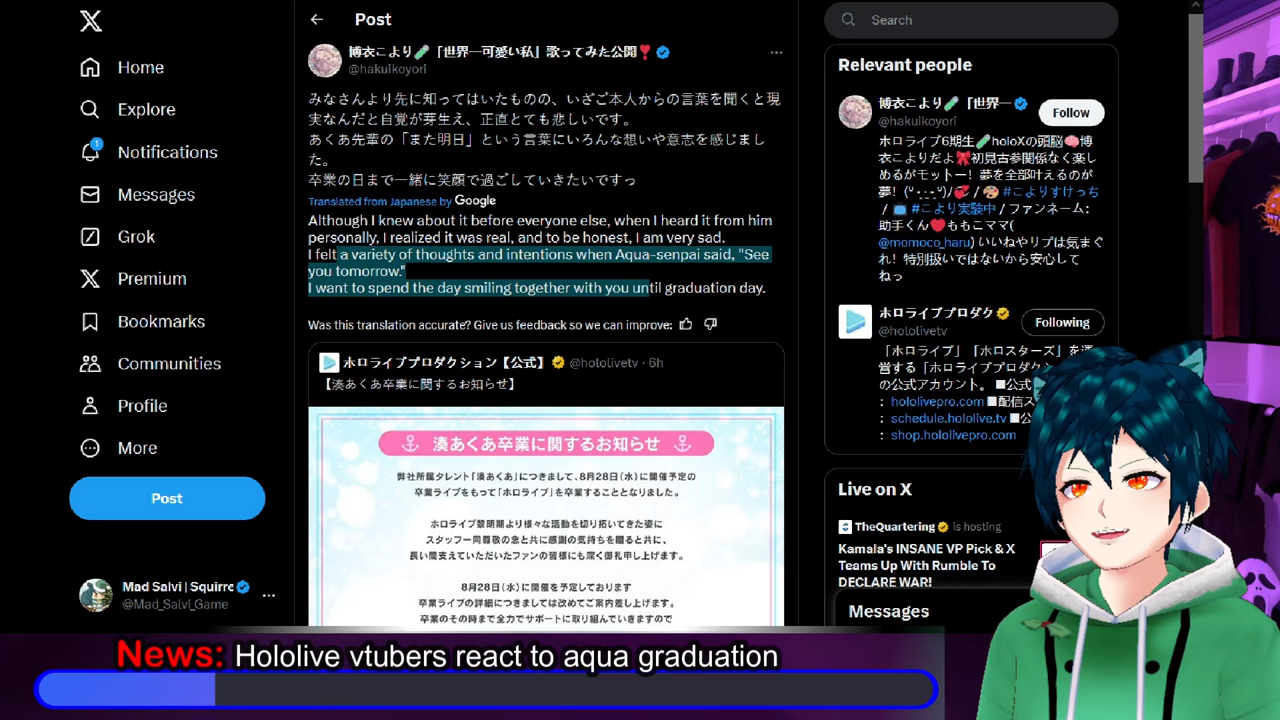 Home
Explore
1
Notifications
Messages
Grok
Premium
Bookmarks
Communities
Profile
More
Post
Mad Salvi | Squirre
@Mad_Salvi_Game
Post
博衣こより🧪「世界一可愛い私」歌ってみた公開❣️
@hakuikoyori
みなさんより先に知ってはいたものの、いざご本人からの言葉を聞くと現
実なんだと自覚が芽生え、正直とても悲しいです。
あくあ先輩の「また明日」という言葉にいろんな想いや意志を感じまし
た。
卒業の日まで一緒に笑顔で過ごしていきたいですっ
Translated from Japanese by Google
Although I knew about it before everyone else, when I heard it from him
personally, I realized it was real, and to be honest, I am very sad.
I felt a variety of thoughts and intentions when Aqua-senpai said, "See
you tomorrow."
I want to spend the day smiling together with you until graduation day.
Was this translation accurate? Give us feedback so we can improve:
ホロライブプロダクション【公式】 @hololivetv · 6h
【湊あくあ卒業に関するお知らせ】
湊あくあ卒業に関するお知らせ
弊社所属タレント「湊あくあ」につきまして、8月28日(水)に開催予定の
卒業ライブをもって「ホロライブ」を卒業することとなりました。
ホロライブ黎明期より様々な活動を切り拓いてきた姿に
スタッフ一同尊敬の念と共に感謝の気持ちを贈ると共に、
長い間支えていただいたファンの皆様にも深く御礼申し上げます。
8月28日(水)に開催を予定しております
卒業ライブの詳細につきましては改めてご案内差し上げます。
卒業のその時まで全力でサポートに取り組んでいきますので
Search
Relevant people
博衣こより🧪「世界一
@hakuikoyori
Follow
ホロライブ6期生🧪holoXの頭脳🧠博
衣こよりだよ🎀初見古参関係なく楽し
めるがモットー！夢を全部叶えるのが
夢！ /🎨 #こよりすけっち
/📺 #こより実験中 / ファンネーム:
助手くん❤️ももこママ(
@momoco_haru) いいねやリプは気まぐ
れ！特別扱いではないから安心して
ねっ
ホロライブプロダク
@hololivetv
Following
「ホロライブ」「ホロスターズ」を運
営する「ホロライブプロダク
の公式アカウント。■公式
: hololivepro.com ■配信ス
: schedule.hololive.tv ■公
: shop.hololivepro.com
Live on X
TheQuartering is hosting
Kamala's INSANE VP Pick & X
Teams Up With Rumble To
DECLARE WAR!
Messages
News: Hololive vtubers react to aqua graduation